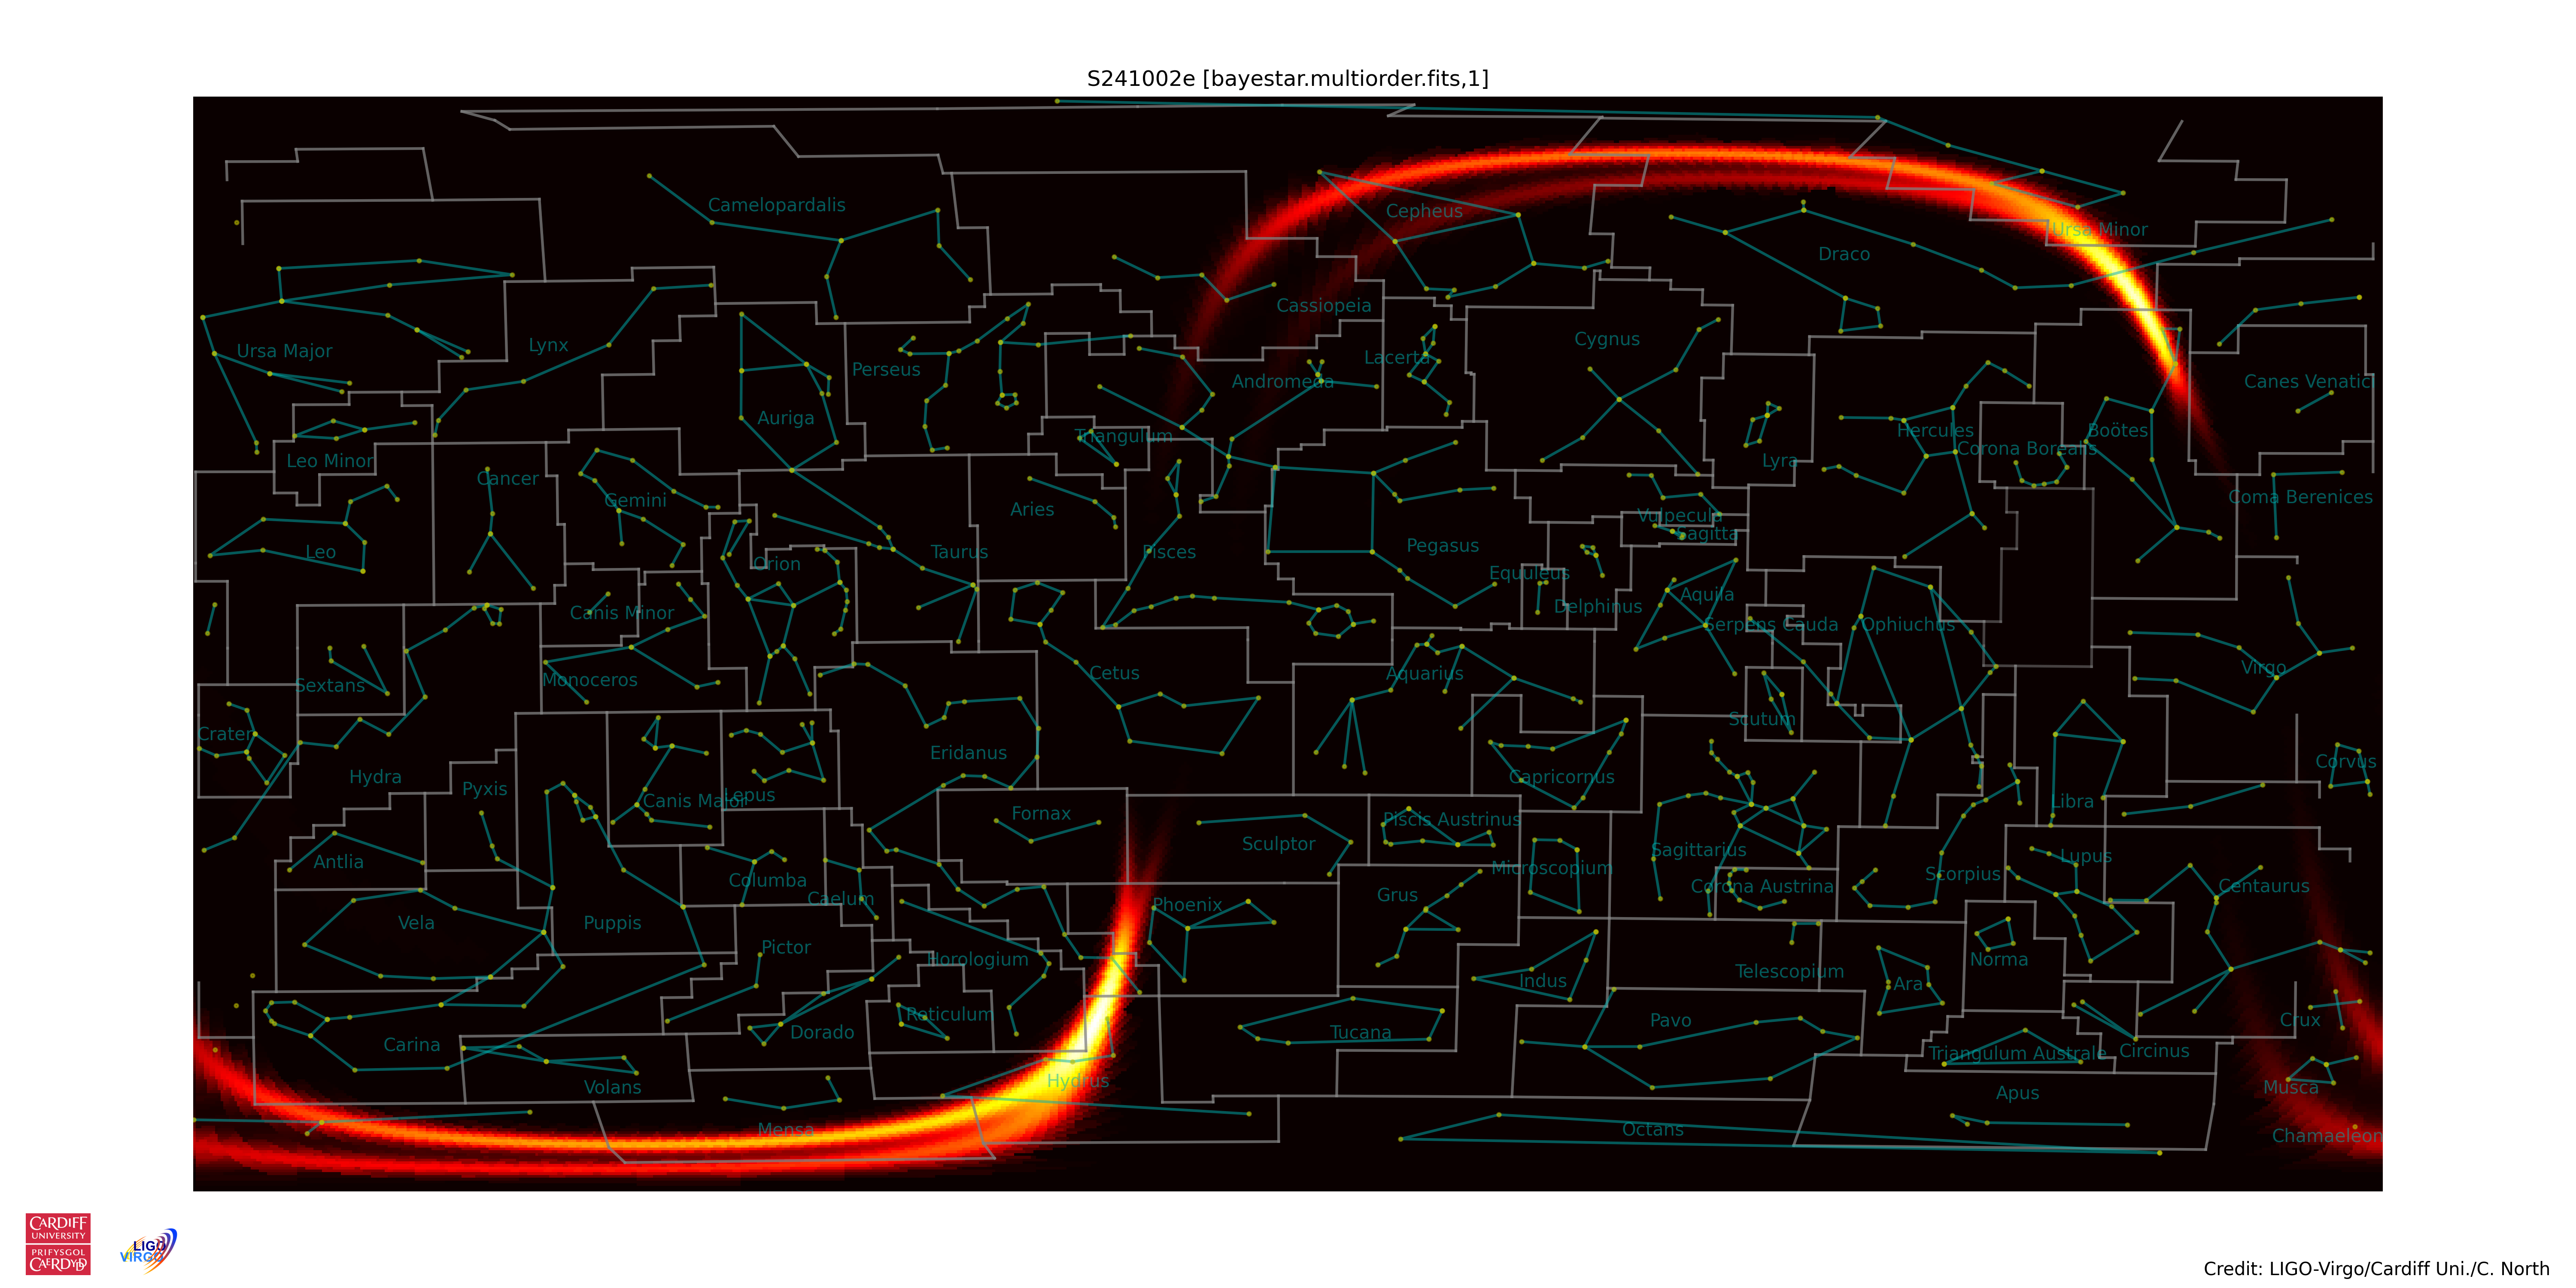 S241002e [bayestar.multiorder.fits,1]
Camelopardalis
Cepheus
Ursa Minor
Draco
Cassiopeia
Ursa Major
Lynx
Perseus
Auriga
Andromeda
Lacerta
Cygnus
Canes Venatici
Triangulum
Hercules
Boötes
Corona Borealis
Leo Minor
Lyra
Cancer
Gemini
Aries
Coma Berenices
Vulpecula
Sagitta
Leo
Orion
Taurus
Pisces
Pegasus
Equuleus
Delphinus
Canis Minor
Aquila
Serpens Cauda
Ophiuchus
Sextans
Monoceros
Cetus
Aquarius
Virgo
Scutum
Crater
Eridanus
Hydra
Pyxis
Capricornus
Corvus
Canis Major
Lepus
Libra
Fornax
Piscis Austrinus
Sculptor
Antlia
Sagittarius
Lupus
Microscopium
Columba
Caelum
Corona Austrina
Scorpius
Centaurus
Grus
Phoenix
Vela
Puppis
Pictor
Horologium
Norma
Telescopium
Indus
Ara
Reticulum
Dorado
Tucana
Pavo
Crux
Carina
Triangulum Australe
Circinus
Volans
Hydrus
Apus
Musca
Mensa
Octans
Chamaeleon
CARDIFF
UNIVERSITY
PRIFYSGOL
CAERDYDD
LIGO
VIRGO
Credit: LIGO-Virgo/Cardiff Uni./C. North